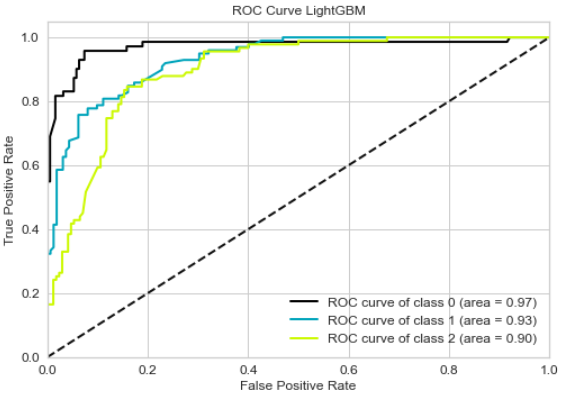 ROC Curve LightGBM
True Positive Rate
1.0
0.8
0.6
0.4
0.2
0.0
ROC curve of class 0 (area = 0.97)
ROC curve of class 1 (area = 0.93)
ROC curve of class 2 (area = 0.90)
0.0 0.2 0.4 0.6 0.8 1.0
False Positive Rate